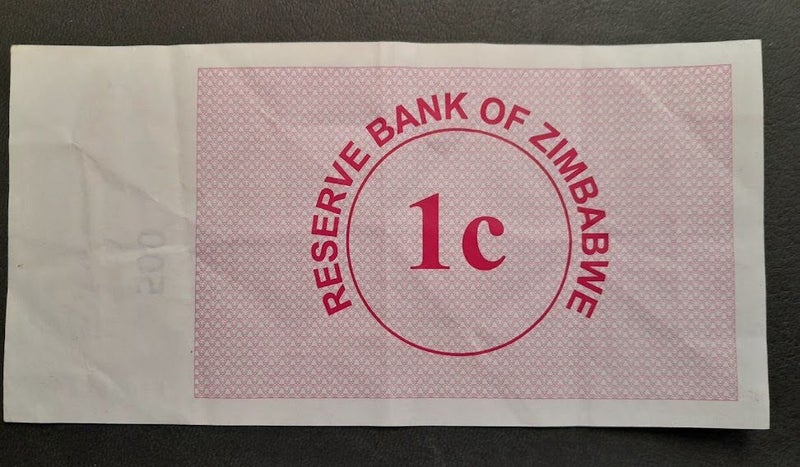 RESERVE BANK OF ZIMBABWE
1c